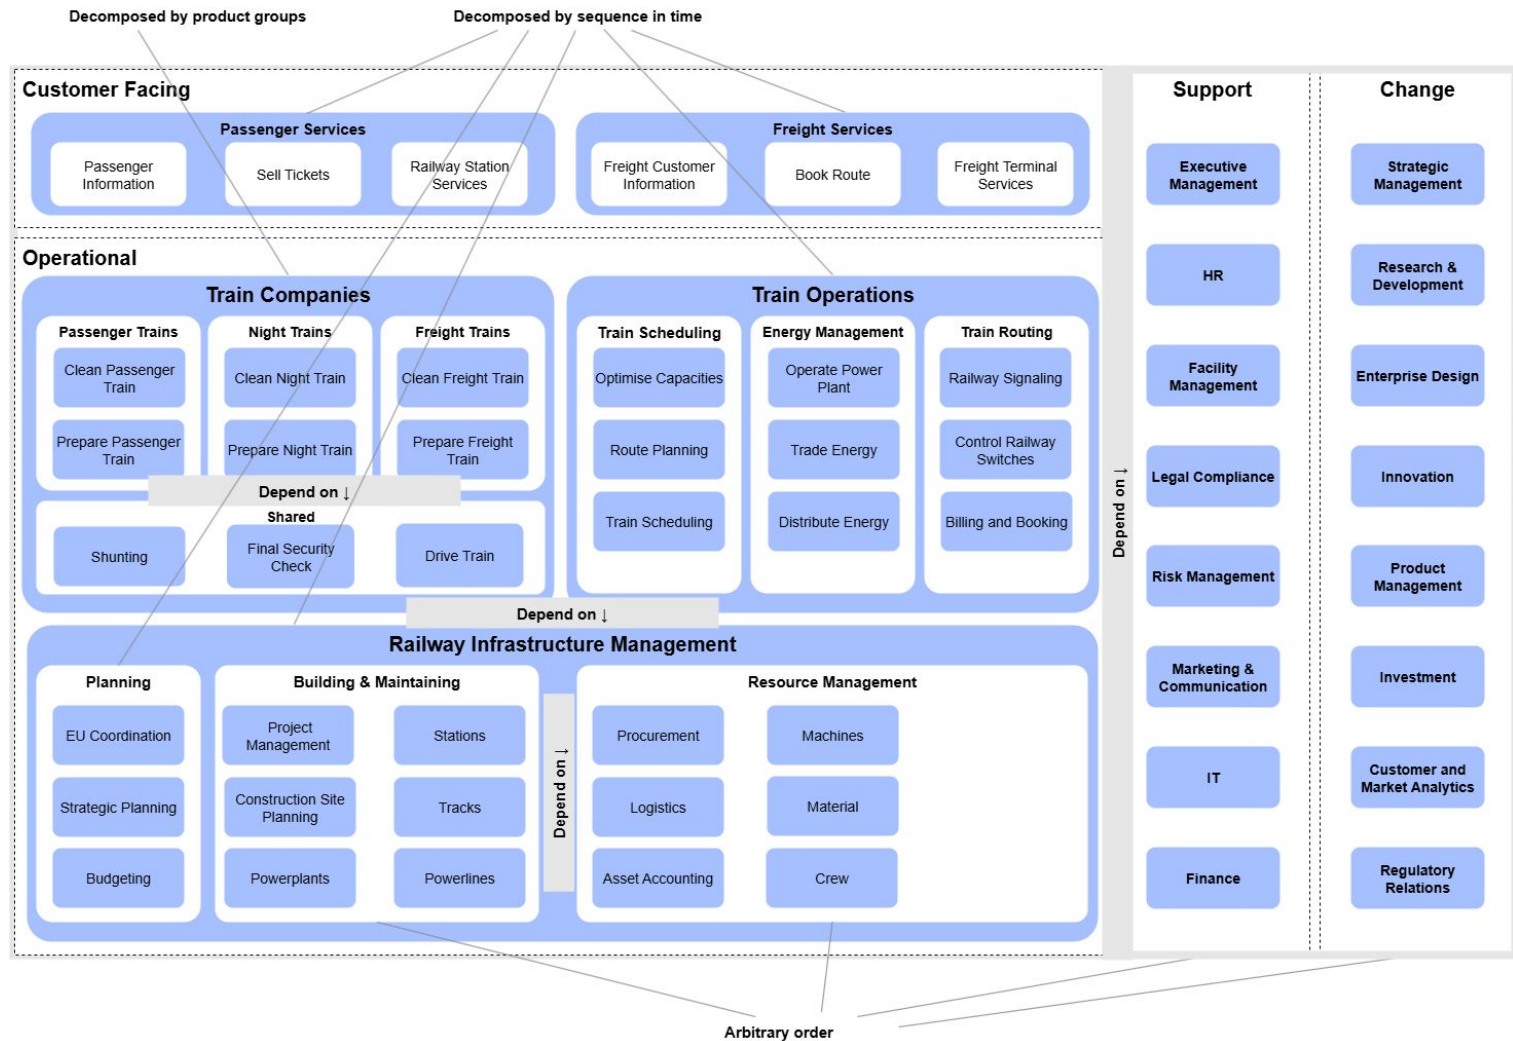 Decomposed by product groups
Decomposed by sequence in time
Customer Facing
Passenger Services
Passenger
Information
Sell Tickets
Railway Station
Services
Freight Services
Freight Customer
Information
Book Route
Freight Terminal
Services
Operational
Train Companies
Passenger Trains
Clean Passenger
Train
Prepare Passenger
Train
Night Trains
Clean Night Train
Prepare Night Train
Freight Trains
Clean Freight Train
Prepare Freight
Train
Depend on ↓
Shared
Shunting
Final Security
Check
Drive Train
Train Operations
Train Scheduling
Optimise Capacities
Route Planning
Train Scheduling
Energy Management
Operate Power
Plant
Trade Energy
Distribute Energy
Train Routing
Railway Signaling
Control Railway
Switches
Billing and Booking
Depend on ↓
Railway Infrastructure Management
Planning
EU Coordination
Strategic Planning
Budgeting
Building & Maintaining
Project
Management
Stations
Construction Site
Planning
Tracks
Powerplants
Powerlines
Depend on ↓
Resource Management
Procurement
Machines
Logistics
Material
Asset Accounting
Crew
Depend on ↓
Support
Executive
Management
HR
Facility
Management
Legal Compliance
Risk Management
Marketing &
Communication
IT
Finance
Change
Strategic
Management
Research &
Development
Enterprise Design
Innovation
Product
Management
Investment
Customer and
Market Analytics
Regulatory
Relations
Arbitrary order